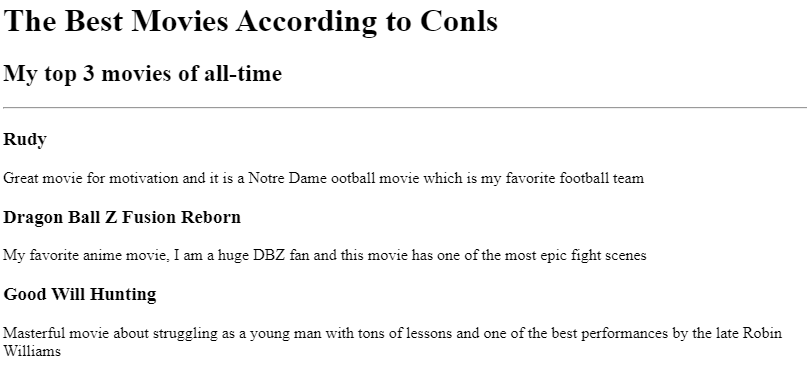 The Best Movies According to Conls
My top 3 movies of all-time
Rudy
Great movie for motivation and it is a Notre Dame ootball movie which is my favorite football team
Dragon Ball Z Fusion Reborn
My favorite anime movie, I am a huge DBZ fan and this movie has one of the most epic fight scenes
Good Will Hunting
Masterful movie about struggling as a young man with tons of lessons and one of the best performances by the late Robin
Williams